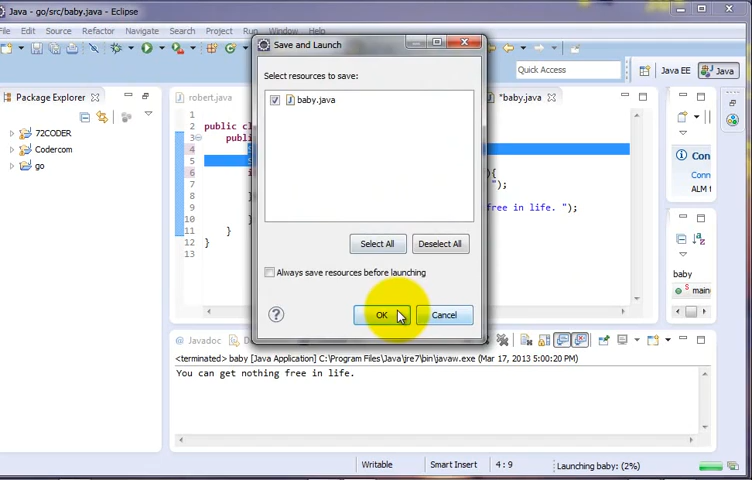 Java - go/src/baby.java - Eclipse
File Edit Source Refactor Navigate Search Project Run Window Help
Save and Launch
Select resources to save:
baby.java
Select All Deselect All
Always save resources before launching
OK Cancel
Quick Access
Java EE Java
Package Explorer
72CODER
Codercom
go
robert.java
*baby.java
1
2 public cl
3 publi
4
5
6
7 ");
8
9 free in life. ");
10
11 }
12 }
13
Con
Conn
ALM f
baby
main
Javadoc
<terminated> baby [Java Application] C:\Program Files\Java\jre7\bin\javaw.exe (Mar 17, 2013 5:00:20 PM)
You can get nothing free in life.
Writable Smart Insert 4 : 9 Launching baby: (2%)